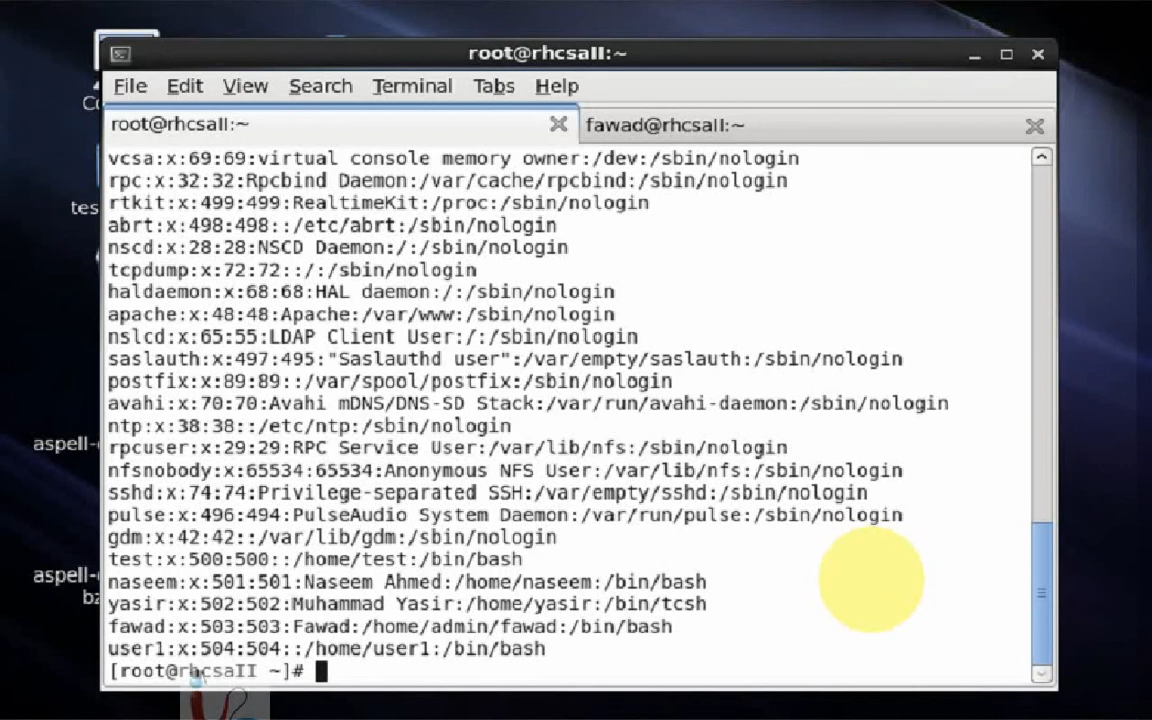 root@rhcsaII:~
File Edit View Search Terminal Tabs Help
root@rhcsaII:~
fawad@rhcsaII:~
vcsa:x:69:69:virtual console memory owner:/dev:/sbin/nologin
rpc:x:32:32:Rpcbind Daemon:/var/cache/rpcbind:/sbin/nologin
rtkit:x:499:499:RealtimeKit:/proc:/sbin/nologin
abrt:x:498:498::/etc/abrt:/sbin/nologin
nscd:x:28:28:NSCD Daemon:/:/sbin/nologin
tcpdump:x:72:72::/:/sbin/nologin
haldaemon:x:68:68:HAL daemon:/:/sbin/nologin
apache:x:48:48:Apache:/var/www:/sbin/nologin
nslcd:x:65:55:LDAP Client User:/:/sbin/nologin
saslauth:x:497:495:"Saslauthd user":/var/empty/saslauth:/sbin/nologin
postfix:x:89:89::/var/spool/postfix:/sbin/nologin
avahi:x:70:70:Avahi mDNS/DNS-SD Stack:/var/run/avahi-daemon:/sbin/nologin
ntp:x:38:38::/etc/ntp:/sbin/nologin
rpcuser:x:29:29:RPC Service User:/var/lib/nfs:/sbin/nologin
nfsnobody:x:65534:65534:Anonymous NFS User:/var/lib/nfs:/sbin/nologin
sshd:x:74:74:Privilege-separated SSH:/var/empty/sshd:/sbin/nologin
pulse:x:496:494:PulseAudio System Daemon:/var/run/pulse:/sbin/nologin
gdm:x:42:42::/var/lib/gdm:/sbin/nologin
test:x:500:500::/home/test:/bin/bash
naseem:x:501:501:Naseem Ahmed:/home/naseem:/bin/bash
yasir:x:502:502:Muhammad Yasir:/home/yasir:/bin/tcsh
fawad:x:503:503:Fawad:/home/admin/fawad:/bin/bash
user1:x:504:504::/home/user1:/bin/bash
[root@rhcsaII ~]#